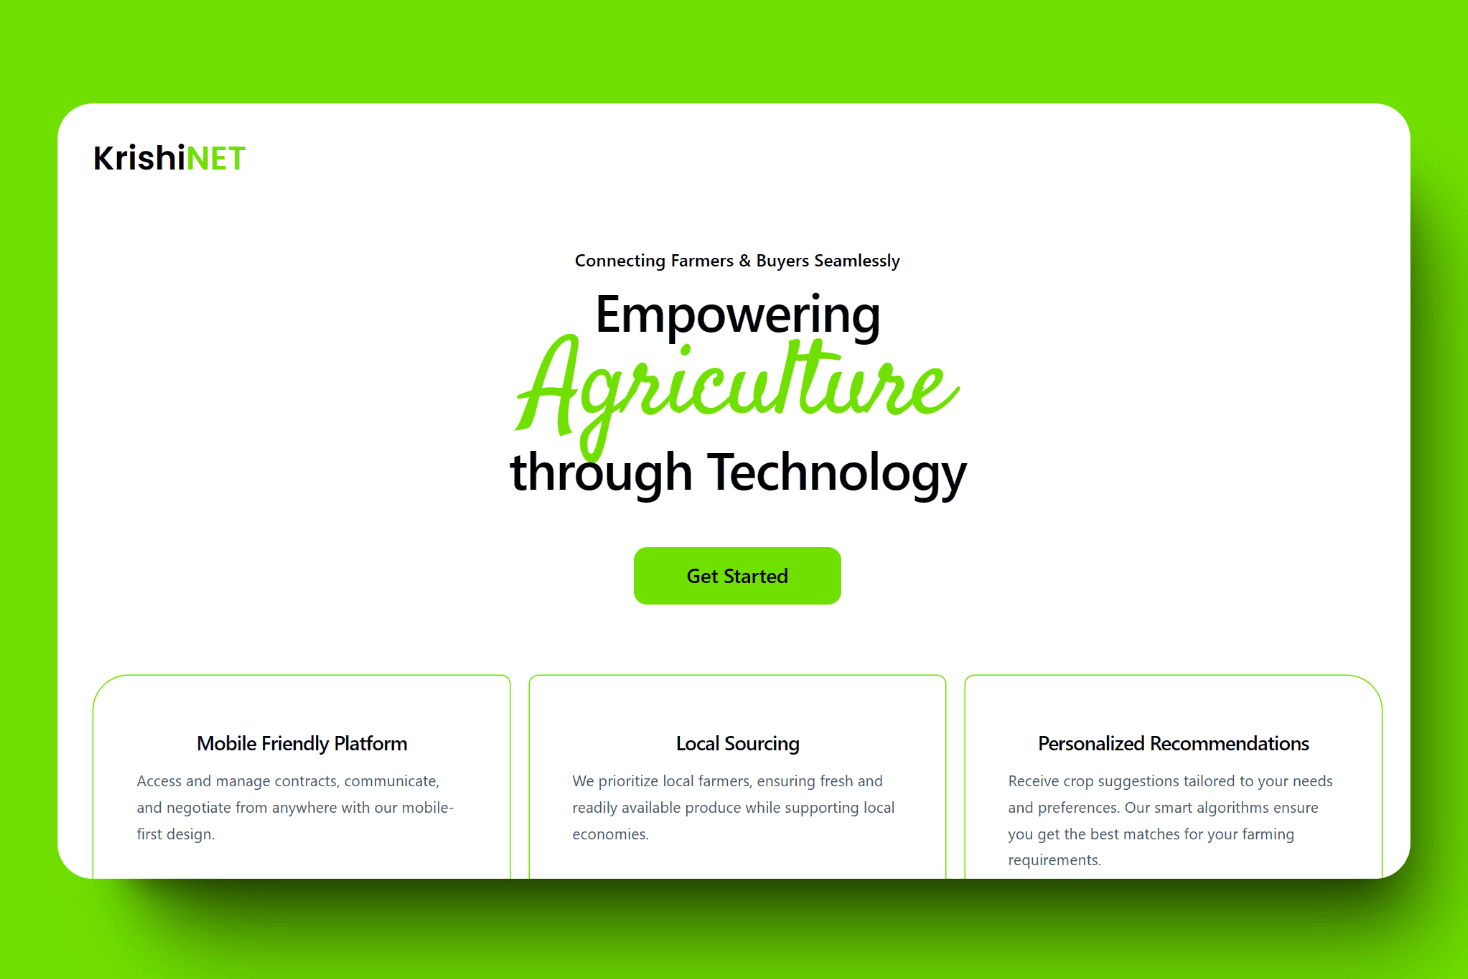 KrishiNET
Connecting Farmers & Buyers Seamlessly
Empowering
Agriculture
through Technology
Get Started
Mobile Friendly Platform
Access and manage contracts, communicate,
and negotiate from anywhere with our mobile-
first design.
Local Sourcing
We prioritize local farmers, ensuring fresh and
readily available produce while supporting local
economies.
Personalized Recommendations
Receive crop suggestions tailored to your needs
and preferences. Our smart algorithms ensure
you get the best matches for your farming
requirements.